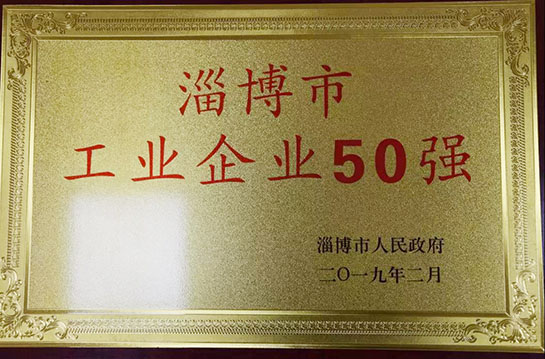 淄博市
工业企业50强
淄博市人民政府
二〇一九年二月